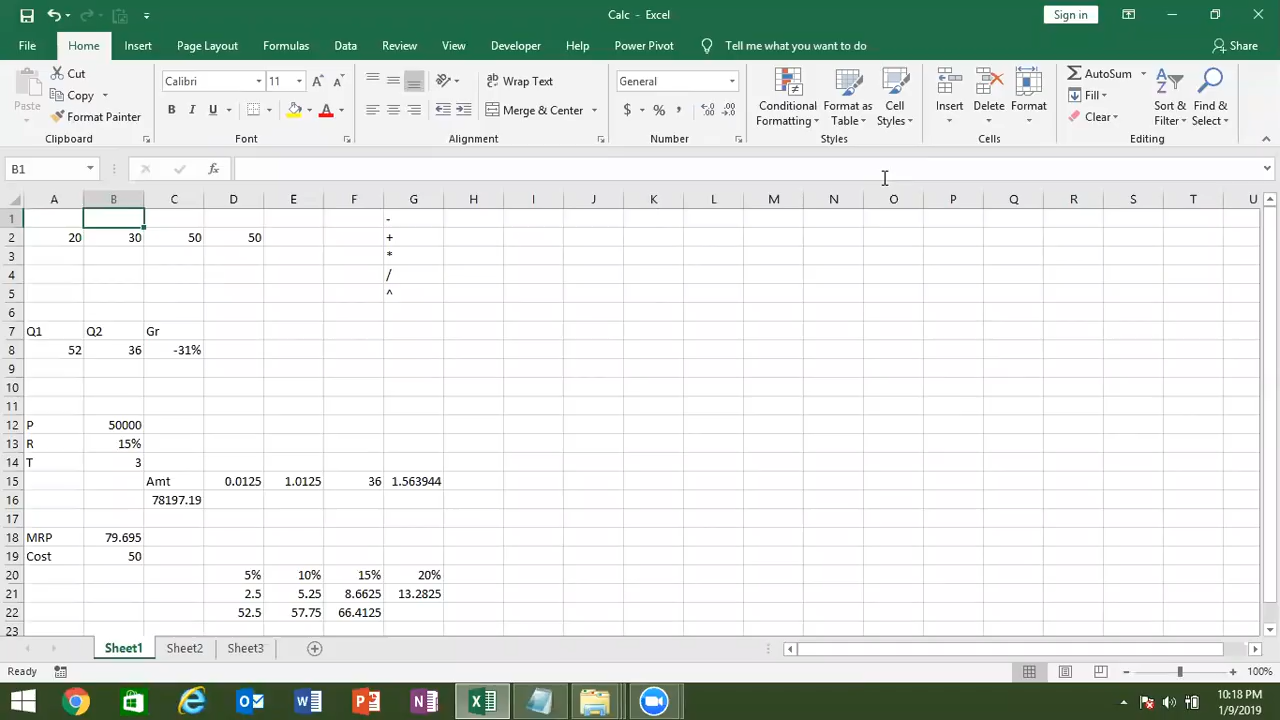 Calc - Excel
Sign in
File Home Insert Page Layout Formulas Data Review View Developer Help Power Pivot Tell me what you want to do Share
Paste Cut Copy Format Painter Clipboard
Calibri 11 B I U A Font
Wrap Text Merge & Center Alignment
General $ % , Number
Conditional Formatting Format as Table Cell Styles Styles
Insert Delete Format Cells
AutoSum Fill Clear Sort & Filter Find & Select Editing
B1 fx
A B C D E F G H I J K L M N O P Q R S T U
1 -
2 20 30 50 50 +
3 *
4 /
5 ^
6
7 Q1 Q2 Gr
8 52 36 -31%
9
10
11
12 P 50000
13 R 15%
14 T 3
15 Amt 0.0125 1.0125 36 1.563944
16 78197.19
17
18 MRP 79.695
19 Cost 50
20 5% 10% 15% 20%
21 2.5 5.25 8.6625 13.2825
22 52.5 57.75 66.4125
23
Sheet1 Sheet2 Sheet3
Ready 100%
10:18 PM
1/9/2019